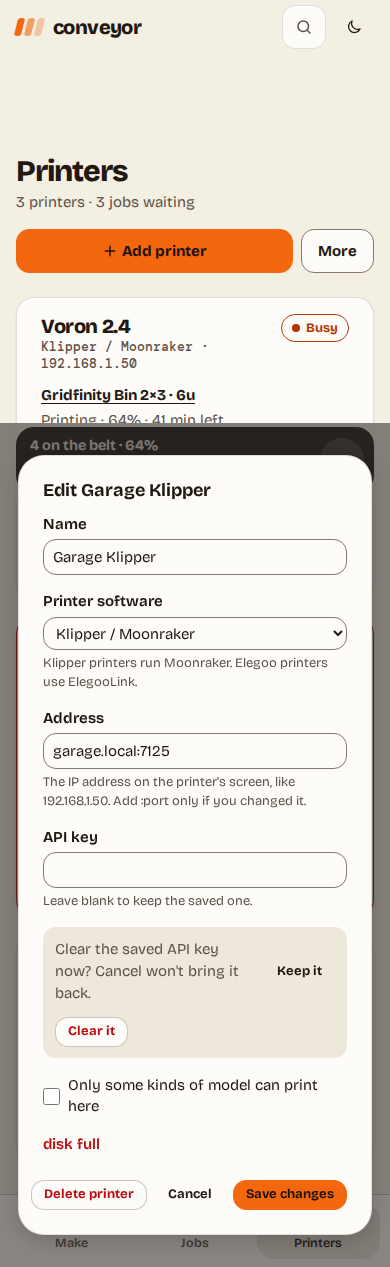 conveyor
Printers
3 printers · 3 jobs waiting
+ Add printer
More
Voron 2.4
Busy
Klipper / Moonraker ·
192.168.1.50
Gridfinity Bin 2×3 · 6u
Printing · 64% · 41 min left
4 on the belt · 64%
Edit Garage Klipper
Name
Garage Klipper
Printer software
Klipper / Moonraker
Klipper printers run Moonraker. Elegoo printers
use ElegooLink.
Address
garage.local:7125
The IP address on the printer's screen, like
192.168.1.50. Add :port only if you changed it.
API key
Leave blank to keep the saved one.
Clear the saved API key
now? Cancel won't bring it
back.
Keep it
Clear it
Only some kinds of model can print
here
disk full
Delete printer
Cancel
Save changes
Make
Jobs
Printers